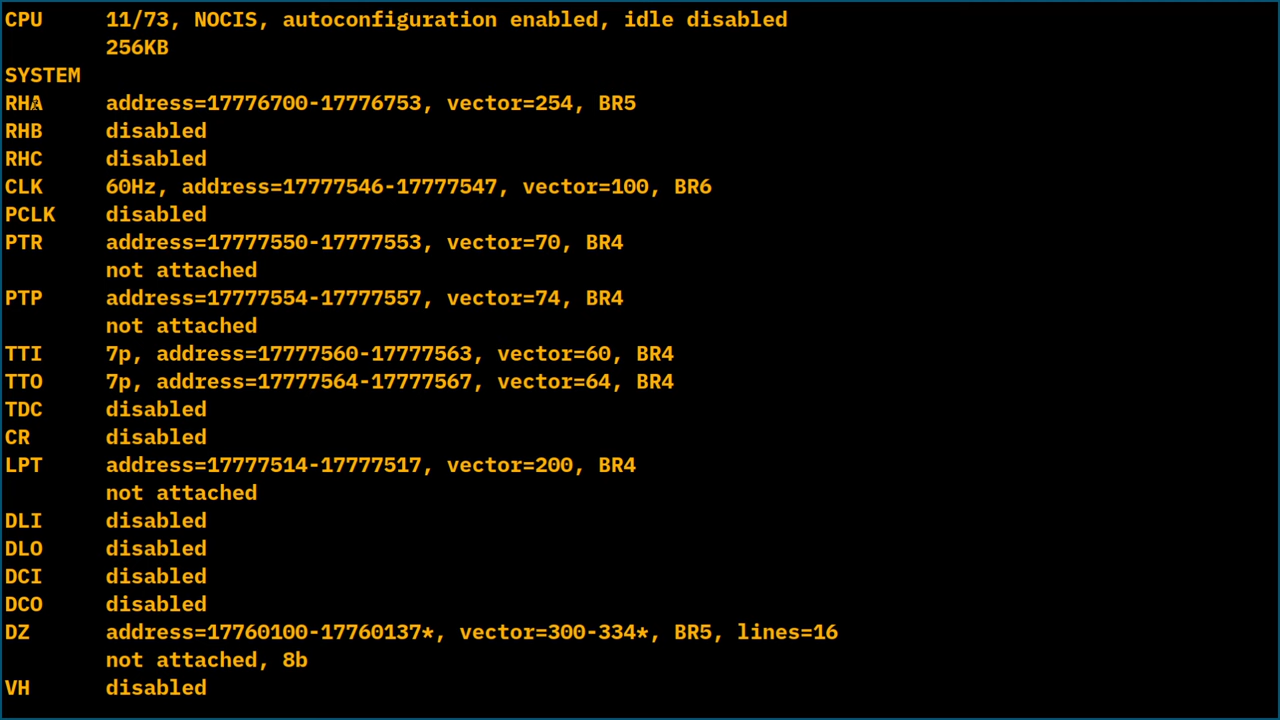 CPU     11/73, NOCIS, autoconfiguration enabled, idle disabled
        256KB
SYSTEM
RHA     address=17776700-17776753, vector=254, BR5
RHB     disabled
RHC     disabled
CLK     60Hz, address=17777546-17777547, vector=100, BR6
PCLK    disabled
PTR     address=17777550-17777553, vector=70, BR4
        not attached
PTP     address=17777554-17777557, vector=74, BR4
        not attached
TTI     7p, address=17777560-17777563, vector=60, BR4
TTO     7p, address=17777564-17777567, vector=64, BR4
TDC     disabled
CR      disabled
LPT     address=17777514-17777517, vector=200, BR4
        not attached
DLI     disabled
DLO     disabled
DCI     disabled
DCO     disabled
DZ      address=17760100-17760137*, vector=300-334*, BR5, lines=16
        not attached, 8b
VH      disabled